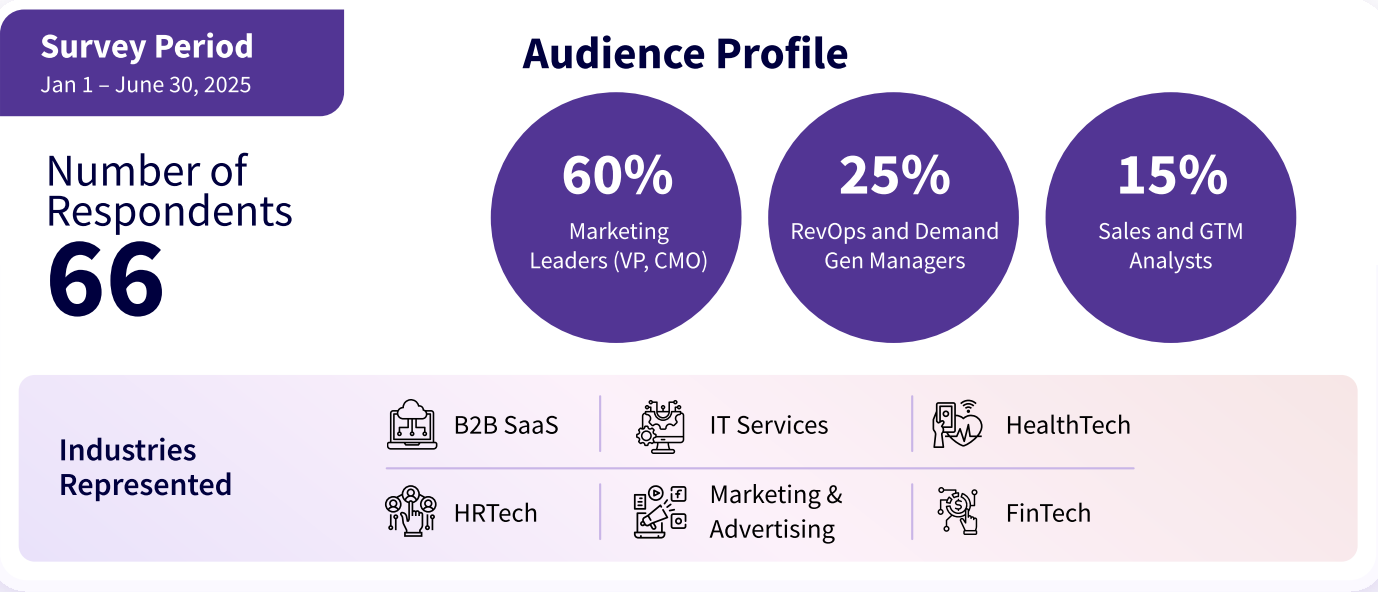 Survey Period
Jan 1 – June 30, 2025
Number of
Respondents
66
Audience Profile
60%
Marketing
Leaders (VP, CMO)
25%
RevOps and Demand
Gen Managers
15%
Sales and GTM
Analysts
Industries
Represented
B2B SaaS
IT Services
HealthTech
HRTech
Marketing &
Advertising
FinTech